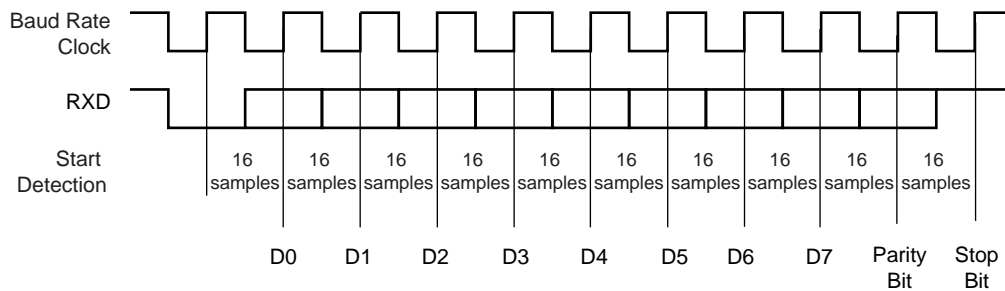 Baud Rate
Clock
RXD
Start
Detection
16 16 16 16 16 16 16 16 16 16
samples samples samples samples samples samples samples samples samples samples
D0 D1 D2 D3 D4 D5 D6 D7 Parity Stop
Bit Bit